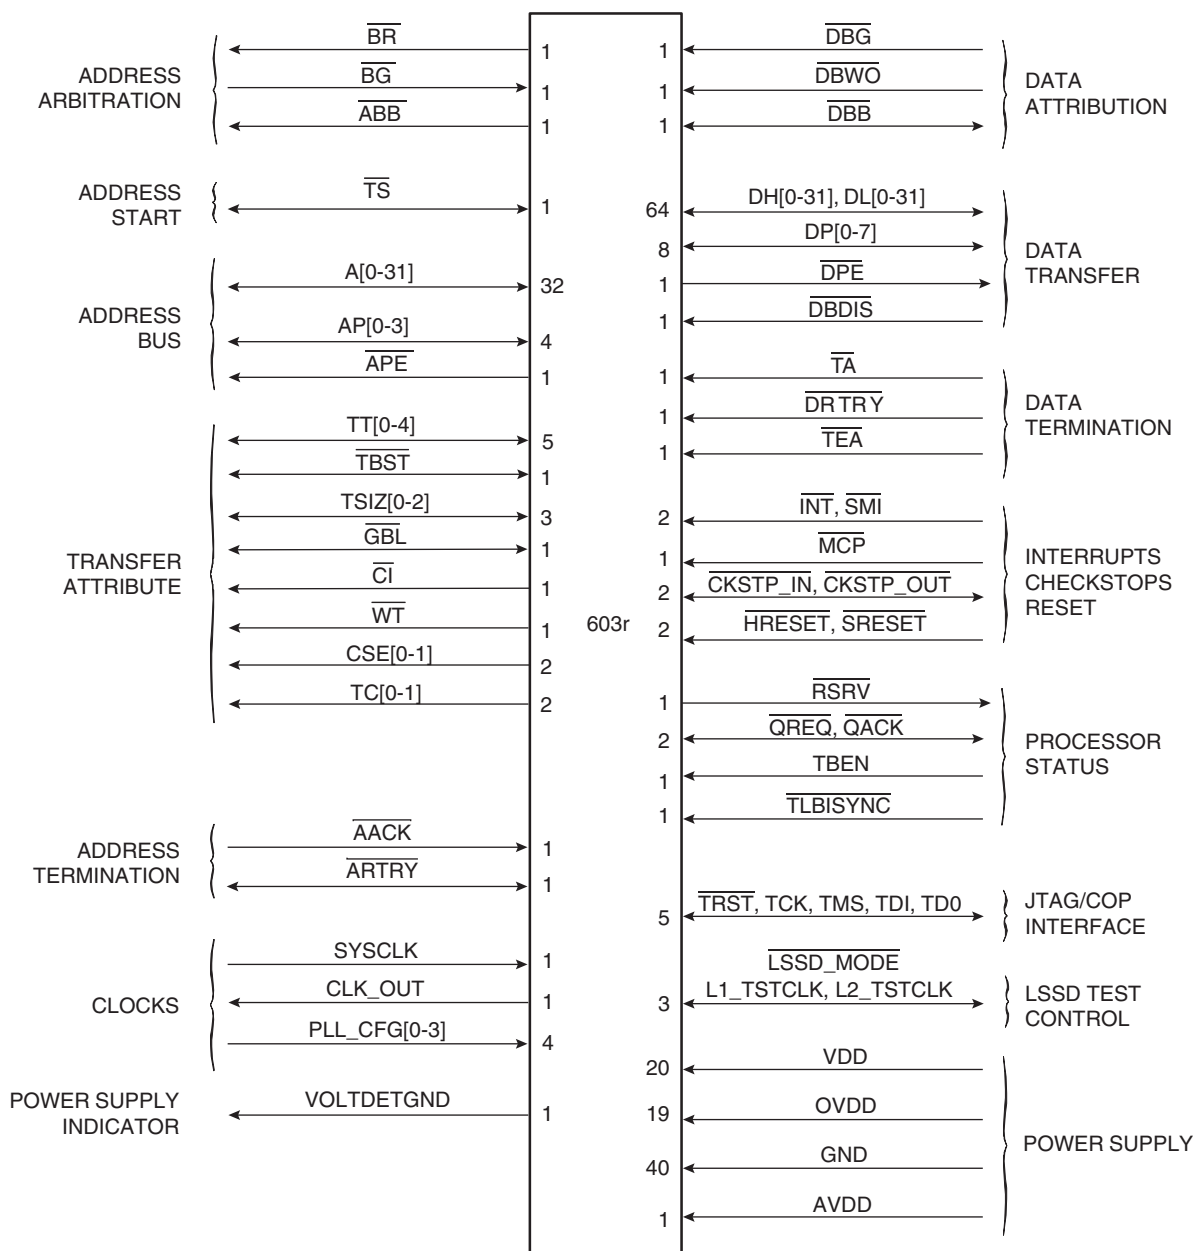 ADDRESS
ARBITRATION
BR
1
BG
1
ABB
1
ADDRESS
START
TS
1
ADDRESS
BUS
A[0-31]
32
AP[0-3]
4
APE
1
TRANSFER
ATTRIBUTE
TT[0-4]
5
TBST
1
TSIZ[0-2]
3
GBL
1
CI
1
WT
1
CSE[0-1]
2
TC[0-1]
2
ADDRESS
TERMINATION
AACK
1
ARTRY
1
CLOCKS
SYSCLK
1
CLK_OUT
1
PLL_CFG[0-3]
4
POWER SUPPLY
INDICATOR
VOLTDETGND
1
603r
1
DBG
1
DBWO
1
DBB
DATA
ATTRIBUTION
64
DH[0-31], DL[0-31]
8
DP[0-7]
1
DPE
1
DBDIS
DATA
TRANSFER
1
TA
1
DRTRY
1
TEA
DATA
TERMINATION
2
INT, SMI
1
MCP
2
CKSTP_IN, CKSTP_OUT
2
HRESET, SRESET
INTERRUPTS
CHECKSTOPS
RESET
1
RSRV
2
QREQ, QACK
1
TBEN
1
TLBISYNC
PROCESSOR
STATUS
5
TRST, TCK, TMS, TDI, TD0
JTAG/COP
INTERFACE
LSSD_MODE
3
L1_TSTCLK, L2_TSTCLK
LSSD TEST
CONTROL
20
VDD
19
OVDD
40
GND
1
AVDD
POWER SUPPLY